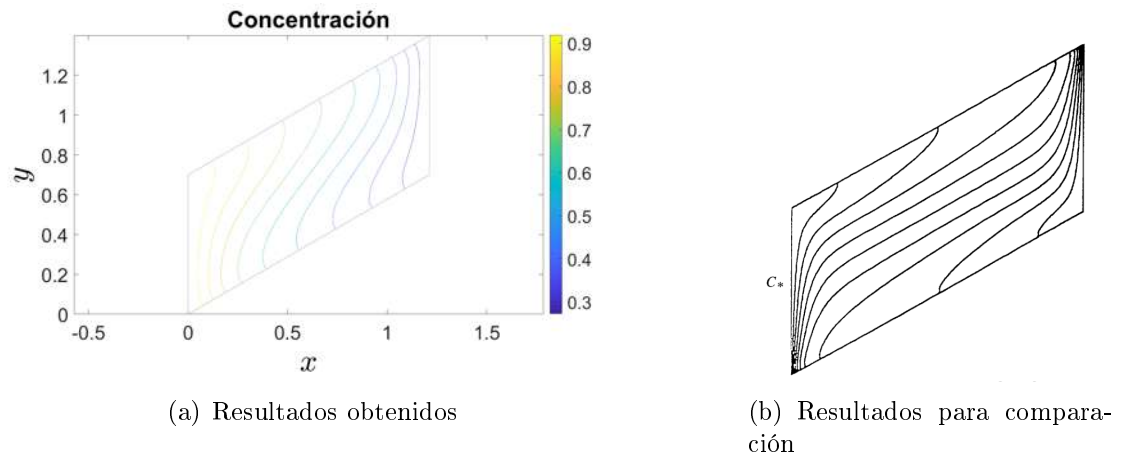 Concentración
1.2
1
0.8
0.6
0.4
0.2
0
y
-0.5
0
0.5
1
1.5
x
0.9
0.8
0.7
0.6
0.5
0.4
0.3
(a) Resultados obtenidos
C*
(b) Resultados para compara-
ción